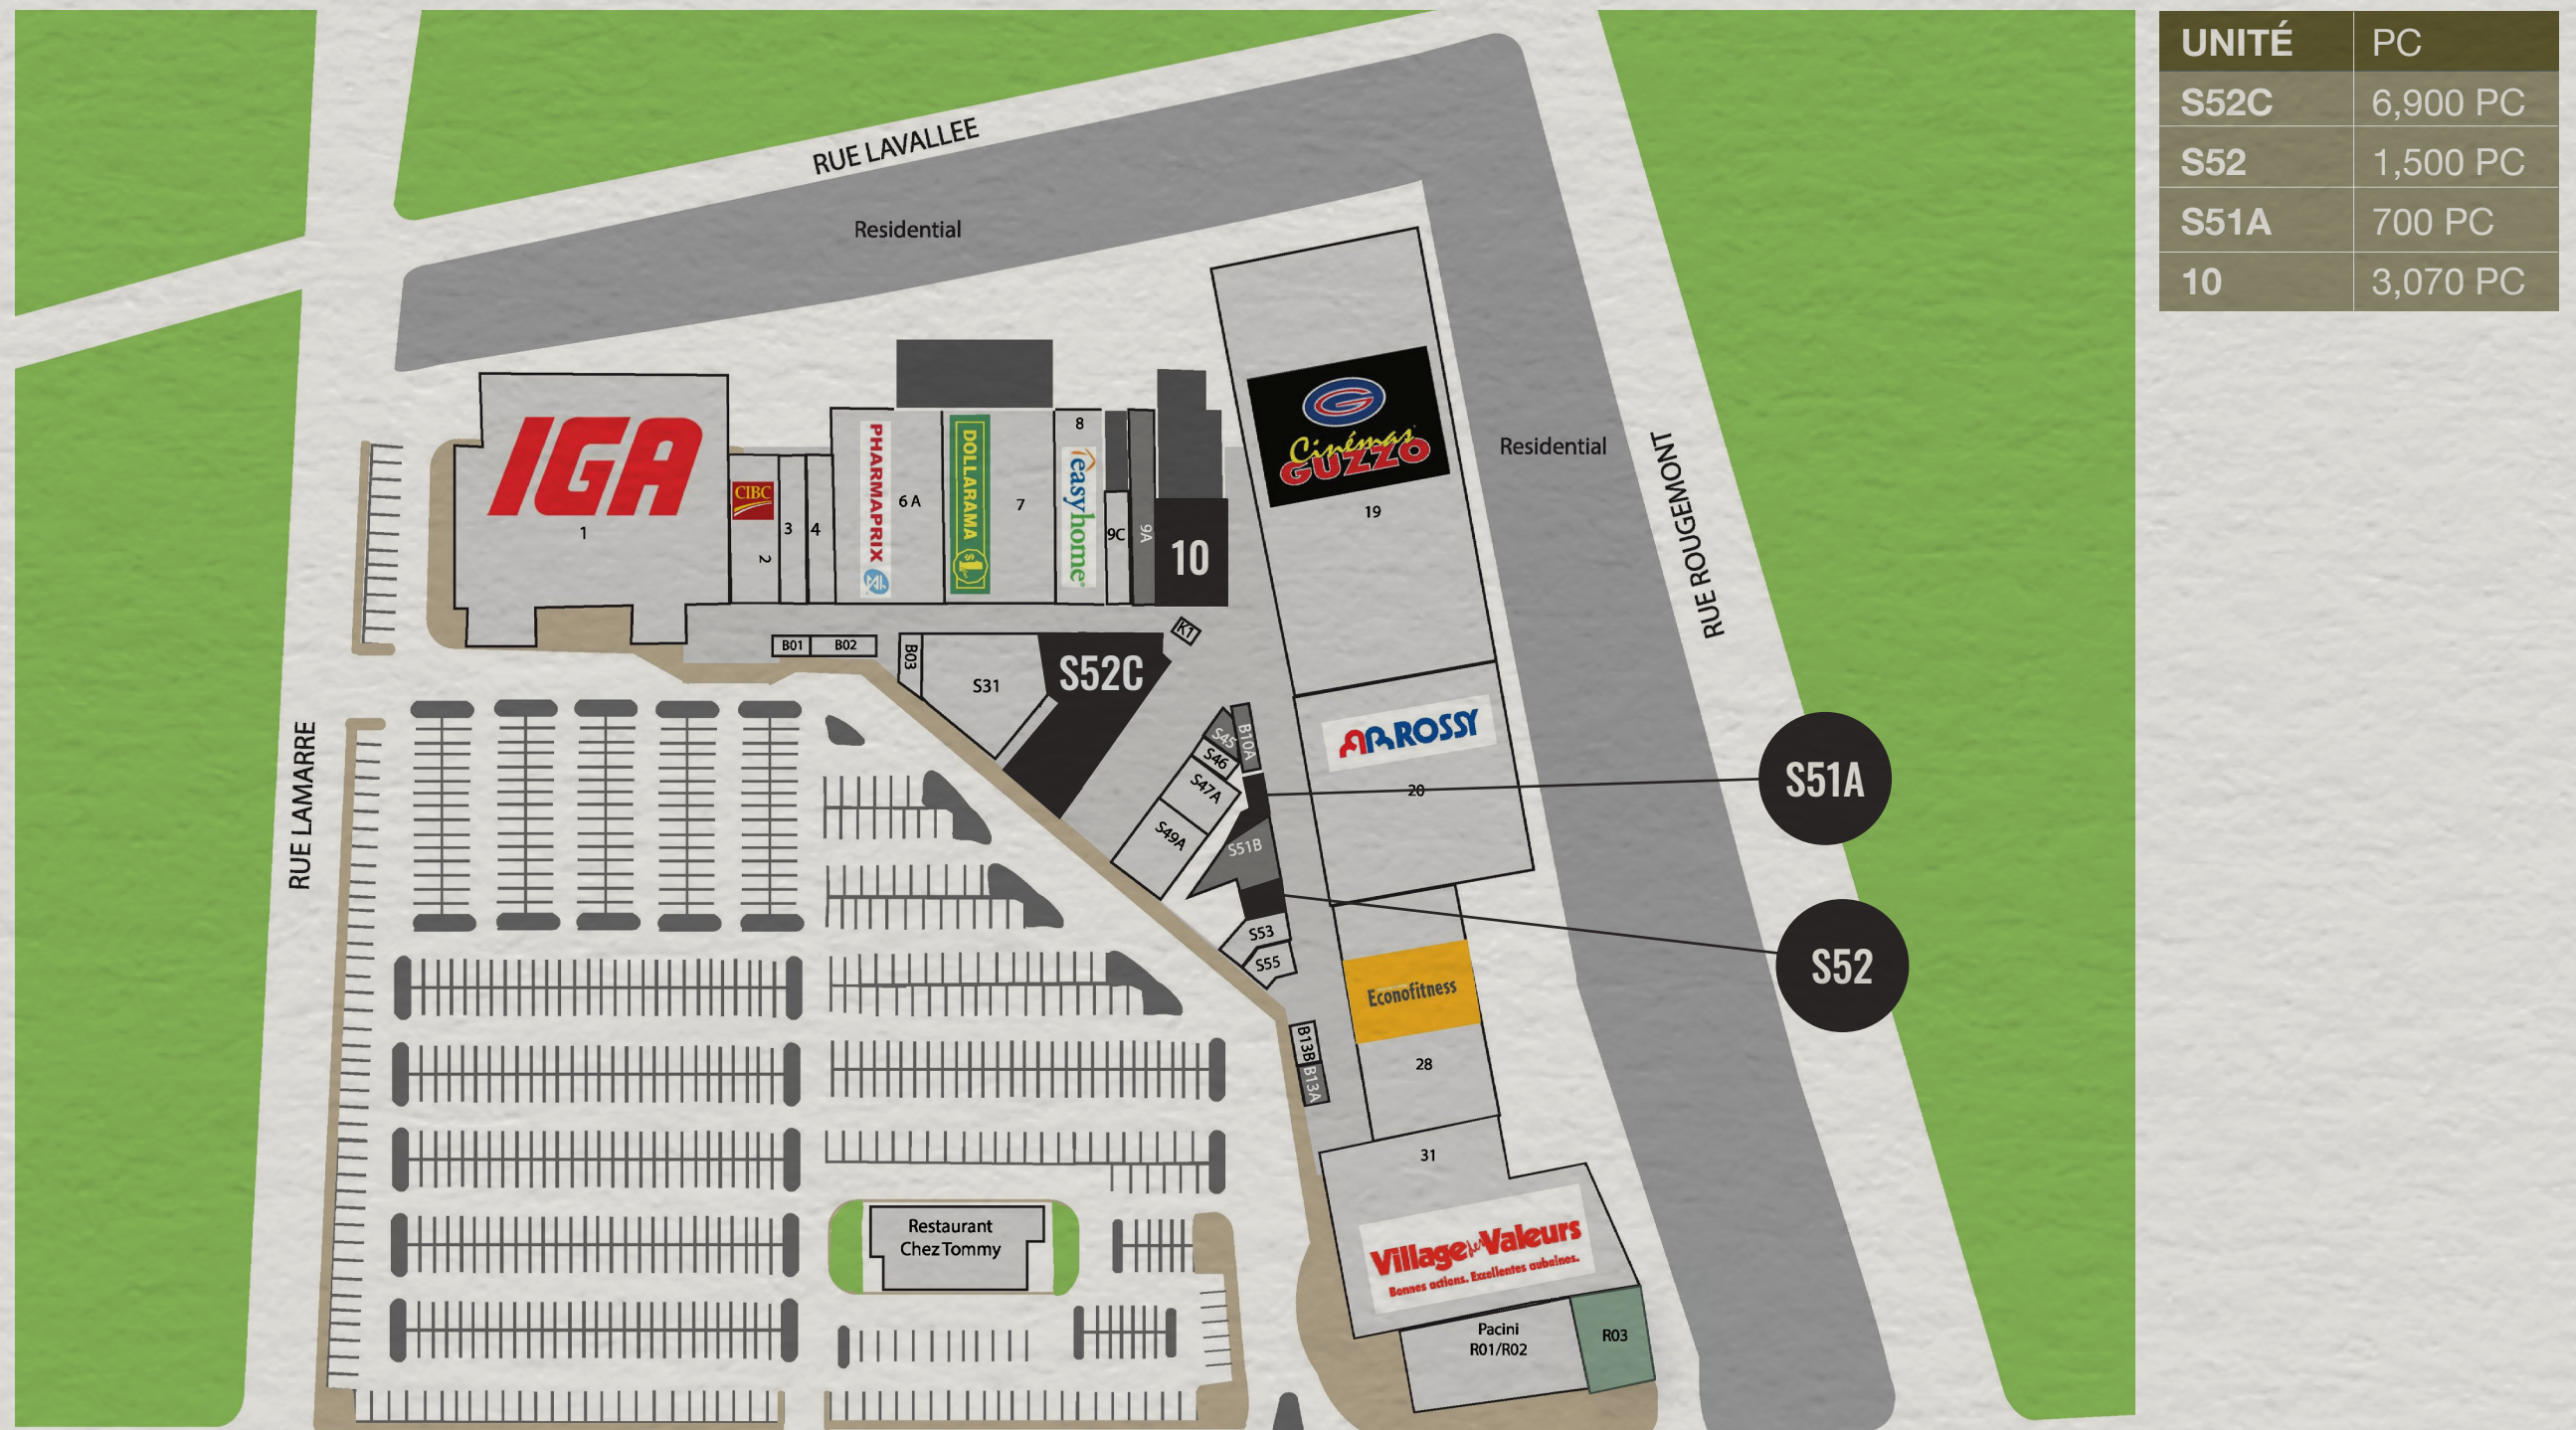 UNITÉ PC
S52C 6,900 PC
S52 1,500 PC
S51A 700 PC
10 3,070 PC
RUE LAVALLEE
Residential
Residential
RUE ROUGEMONT
RUE LAMARRE
IGA
1
CIBC
2
3
4
PHARMAPRIX
6 A
DOLLARAMA
$1
7
8
easyhome
9C
9A
10
K1
Cinémas
GUZZO
19
B01
B02
B03
S31
S52C
ROSSY
20
S45
B10A
S46
S47A
S49A
S51A
S51B
S52
S53
S55
Econofitness
28
B13B
B13A
31
Village des Valeurs
Bonnes actions. Excellentes aubaines.
Pacini
R01/R02
R03
Restaurant
Chez Tommy